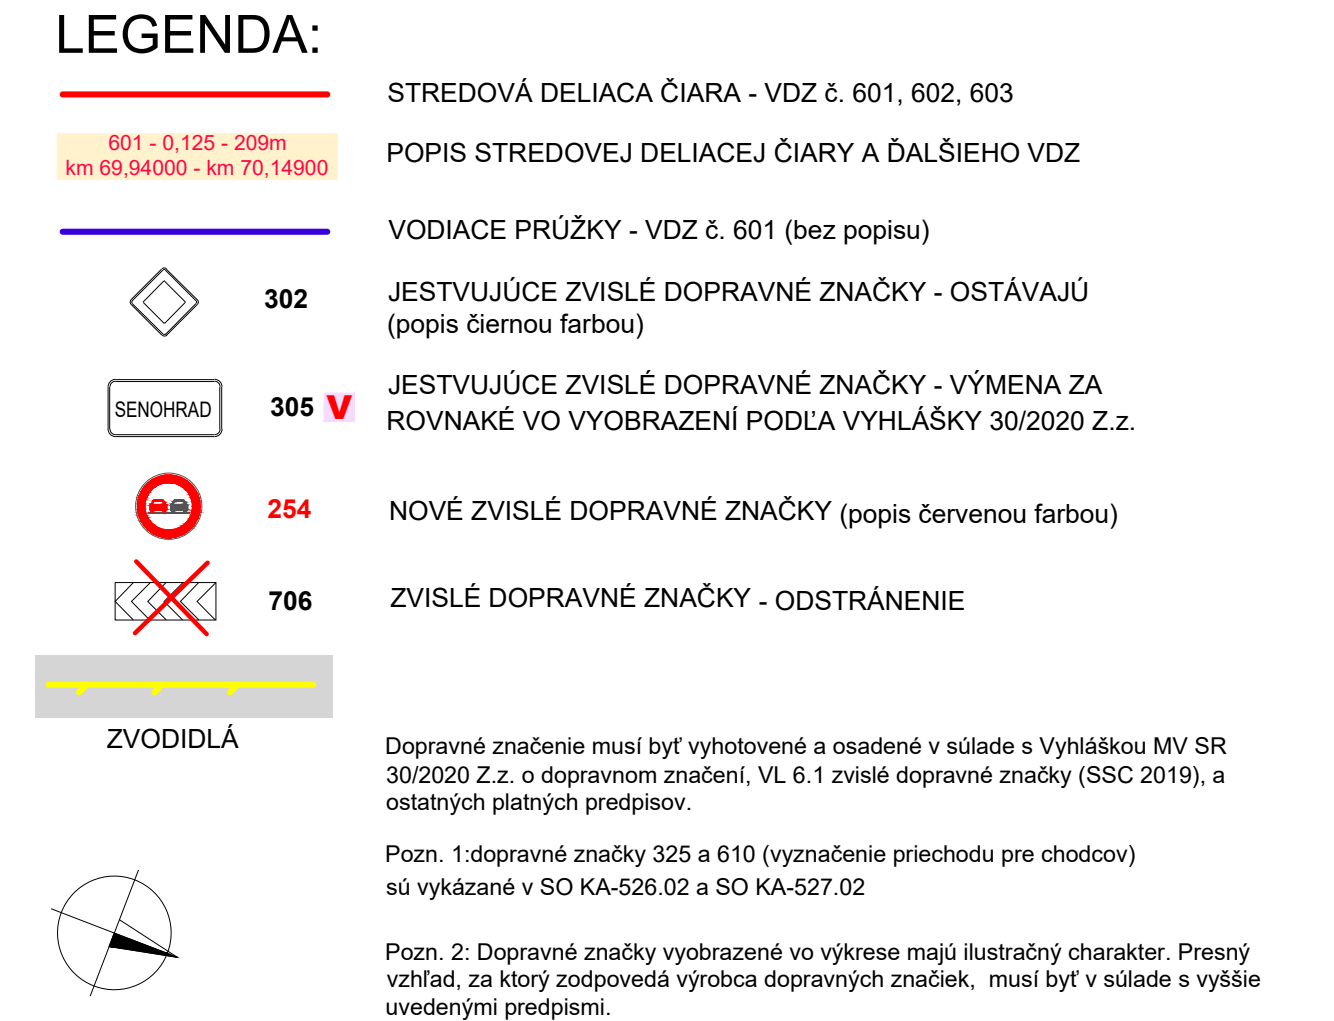 LEGENDA:
STREDOVÁ DELIACA ČIARA - VDZ č. 601, 602, 603
601 - 0,125 - 209m
km 69,94000 - km 70,14900
POPIS STREDOVEJ DELIACEJ ČIARY A ĎALŠIEHO VDZ
VODIACE PRÚŽKY - VDZ č. 601 (bez popisu)
302
JESTVUJÚCE ZVISLÉ DOPRAVNÉ ZNAČKY - OSTÁVAJÚ
(popis čiernou farbou)
SENOHRAD
305 V
JESTVUJÚCE ZVISLÉ DOPRAVNÉ ZNAČKY - VÝMENA ZA
ROVNAKÉ VO VYOBRAZENÍ PODĽA VYHLÁŠKY 30/2020 Z.z.
254
NOVÉ ZVISLÉ DOPRAVNÉ ZNAČKY (popis červenou farbou)
706
ZVISLÉ DOPRAVNÉ ZNAČKY - ODSTRÁNENIE
ZVODIDLÁ
Dopravné značenie musí byť vyhotovené a osadené v súlade s Vyhláškou MV SR
30/2020 Z.z. o dopravnom značení, VL 6.1 zvislé dopravné značky (SSC 2019), a
ostatných platných predpisov.
Pozn. 1:dopravné značky 325 a 610 (vyznačenie priechodu pre chodcov)
sú vykázané v SO KA-526.02 a SO KA-527.02
Pozn. 2: Dopravné značky vyobrazené vo výkrese majú ilustračný charakter. Presný
vzhľad, za ktorý zodpovedá výrobca dopravných značiek, musí byť v súlade s vyššie
uvedenými predpismi.